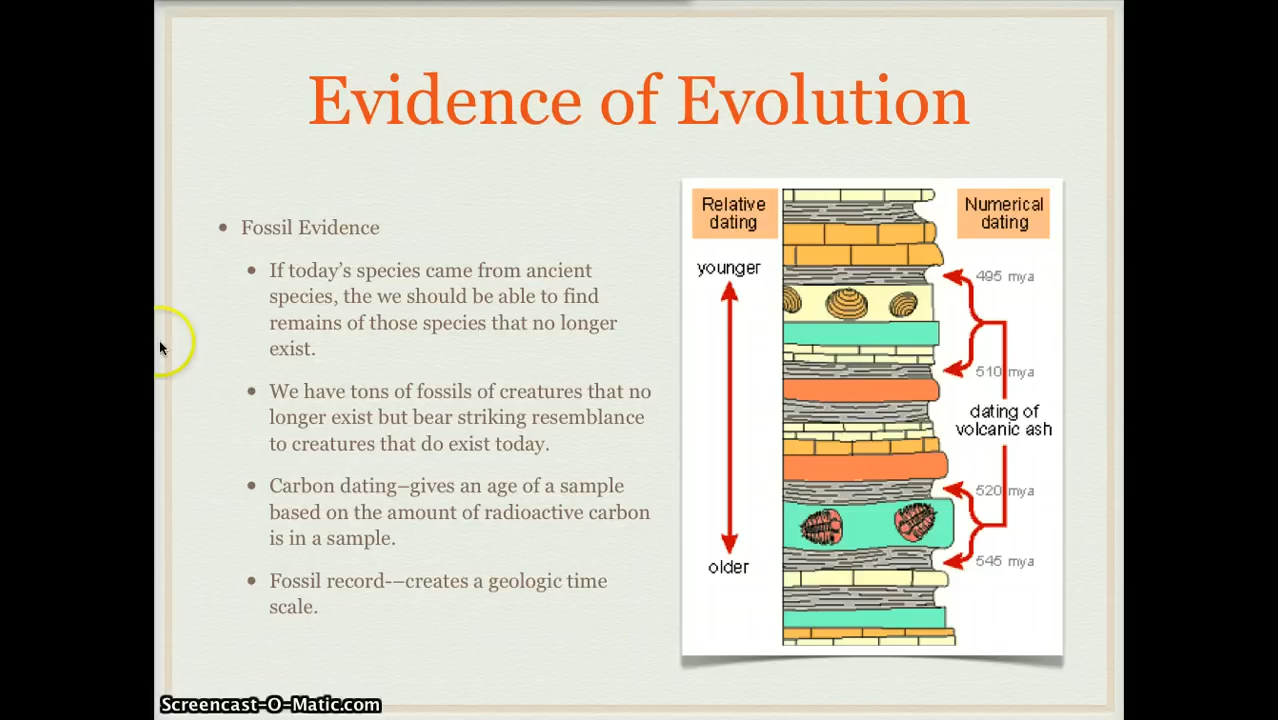 Evidence of Evolution
• Fossil Evidence
• If today's species came from ancient
species, the we should be able to find
remains of those species that no longer
exist.
• We have tons of fossils of creatures that no
longer exist but bear striking resemblance
to creatures that do exist today.
• Carbon dating–gives an age of a sample
based on the amount of radioactive carbon
is in a sample.
• Fossil record-–creates a geologic time
scale.
Relative
dating
younger
older
Numerical
dating
495 mya
510 mya
dating of
volcanic ash
520 mya
545 mya
Screencast-O-Matic.com